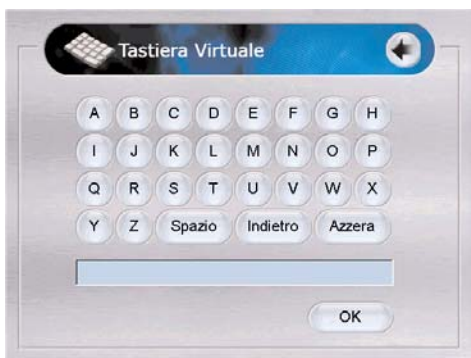 Tastiera Virtuale
A B C D E F G H
I J K L M N O P
Q R S T U V W X
Y Z Spazio Indietro Azzera
OK